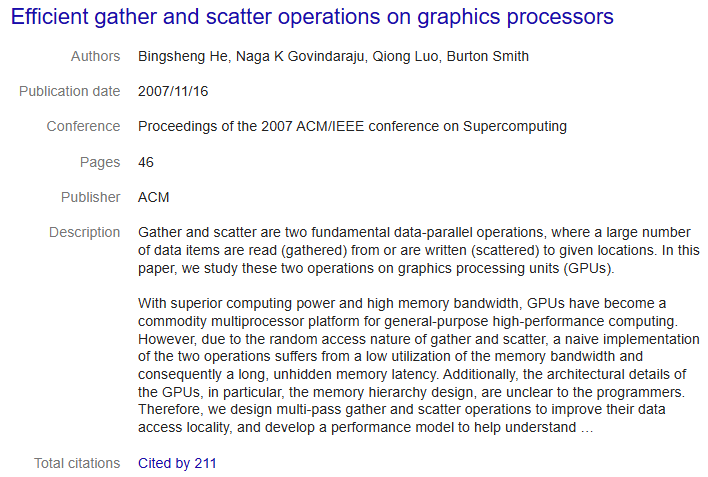 Efficient gather and scatter operations on graphics processors
Authors Bingsheng He, Naga K Govindaraju, Qiong Luo, Burton Smith
Publication date 2007/11/16
Conference Proceedings of the 2007 ACM/IEEE conference on Supercomputing
Pages 46
Publisher ACM
Description Gather and scatter are two fundamental data-parallel operations, where a large number
of data items are read (gathered) from or are written (scattered) to given locations. In this
paper, we study these two operations on graphics processing units (GPUs).
With superior computing power and high memory bandwidth, GPUs have become a
commodity multiprocessor platform for general-purpose high-performance computing.
However, due to the random access nature of gather and scatter, a naive implementation
of the two operations suffers from a low utilization of the memory bandwidth and
consequently a long, unhidden memory latency. Additionally, the architectural details of
the GPUs, in particular, the memory hierarchy design, are unclear to the programmers.
Therefore, we design multi-pass gather and scatter operations to improve their data
access locality, and develop a performance model to help understand …
Total citations Cited by 211